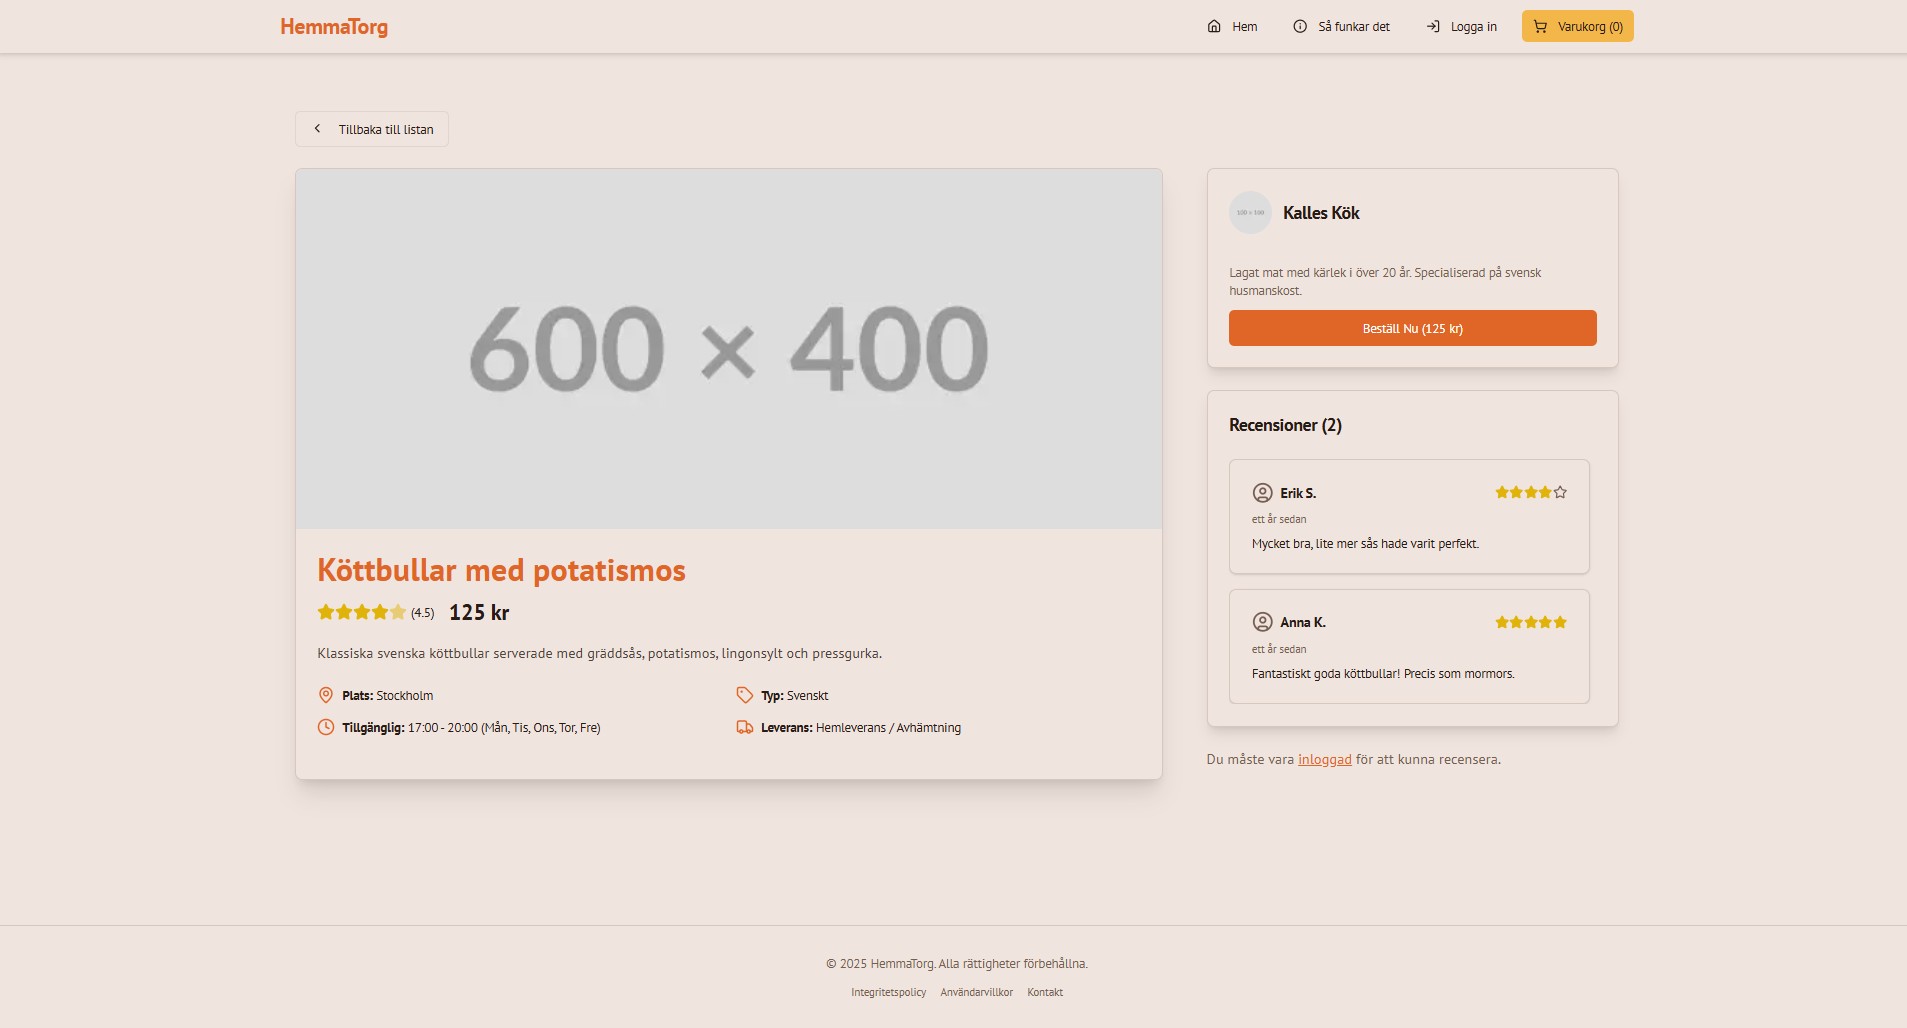 HemmaTorg
Hem
Så funkar det
Logga in
Varukorg (0)
Tillbaka till listan
600 × 400
Köttbullar med potatismos
(4.5) 125 kr
Klassiska svenska köttbullar serverade med gräddsås, potatismos, lingonsylt och pressgurka.
Plats: Stockholm
Typ: Svenskt
Tillgänglig: 17:00 - 20:00 (Mån, Tis, Ons, Tor, Fre)
Leverans: Hemleverans / Avhämtning
100 × 100
Kalles Kök
Lagat mat med kärlek i över 20 år. Specialiserad på svensk
husmanskost.
Beställ Nu (125 kr)
Recensioner (2)
Erik S.
ett år sedan
Mycket bra, lite mer sås hade varit perfekt.
Anna K.
ett år sedan
Fantastiskt goda köttbullar! Precis som mormors.
Du måste vara inloggad för att kunna recensera.
© 2025 HemmaTorg. Alla rättigheter förbehållna.
Integritetspolicy
Användarvillkor
Kontakt